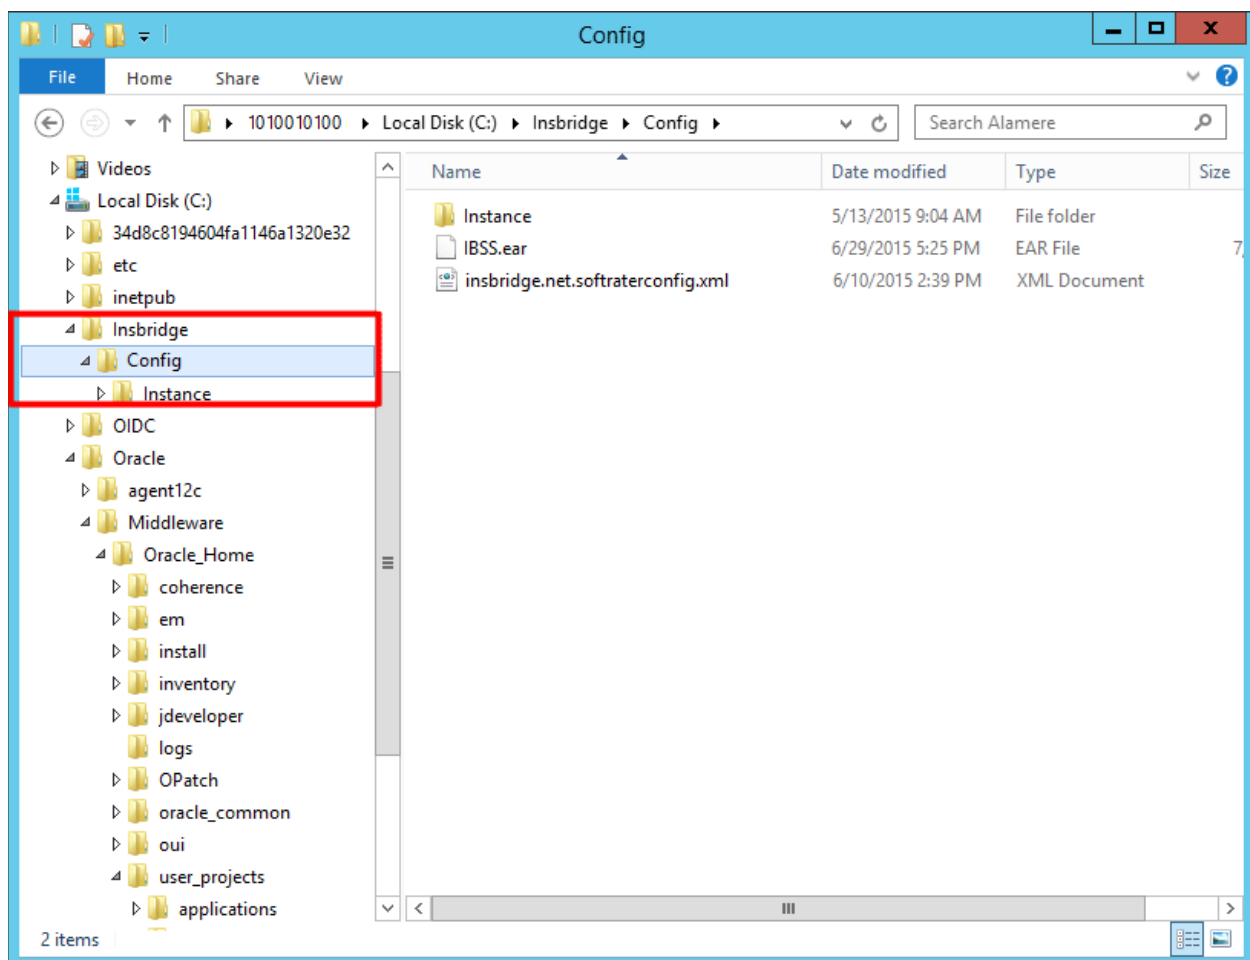 Config
File Home Share View
1010010100 Local Disk (C:) Insbridge Config Search Alamere
Name Date modified Type Size
Videos
Local Disk (C:)
34d8c8194604fa1146a1320e32
etc
inetpub
Insbridge
Config
Instance
OIDC
Oracle
agent12c
Middleware
Oracle_Home
coherence
em
install
inventory
jdeveloper
logs
OPatch
oracle_common
oui
user_projects
applications
Instance 5/13/2015 9:04 AM File folder
IBSS.ear 6/29/2015 5:25 PM EAR File 7,
insbridge.net.softraterconfig.xml 6/10/2015 2:39 PM XML Document
2 items